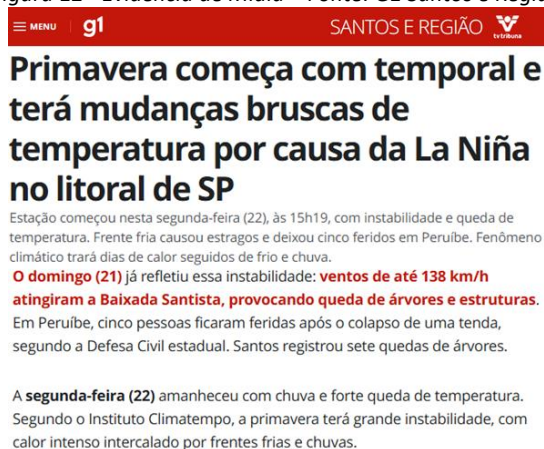 MENU g1 SANTOS E REGIÃO tvtribuna
Primavera começa com temporal e
terá mudanças bruscas de
temperatura por causa da La Niña
no litoral de SP
Estação começou nesta segunda-feira (22), às 15h19, com instabilidade e queda de
temperatura. Frente fria causou estragos e deixou cinco feridos em Peruíbe. Fenômeno
climático trará dias de calor seguidos de frio e chuva.
O domingo (21) já refletiu essa instabilidade: ventos de até 138 km/h
atingiram a Baixada Santista, provocando queda de árvores e estruturas.
Em Peruíbe, cinco pessoas ficaram feridas após o colapso de uma tenda,
segundo a Defesa Civil estadual. Santos registrou sete quedas de árvores.
A segunda-feira (22) amanheceu com chuva e forte queda de temperatura.
Segundo o Instituto Climatempo, a primavera terá grande instabilidade, com
calor intenso intercalado por frentes frias e chuvas.